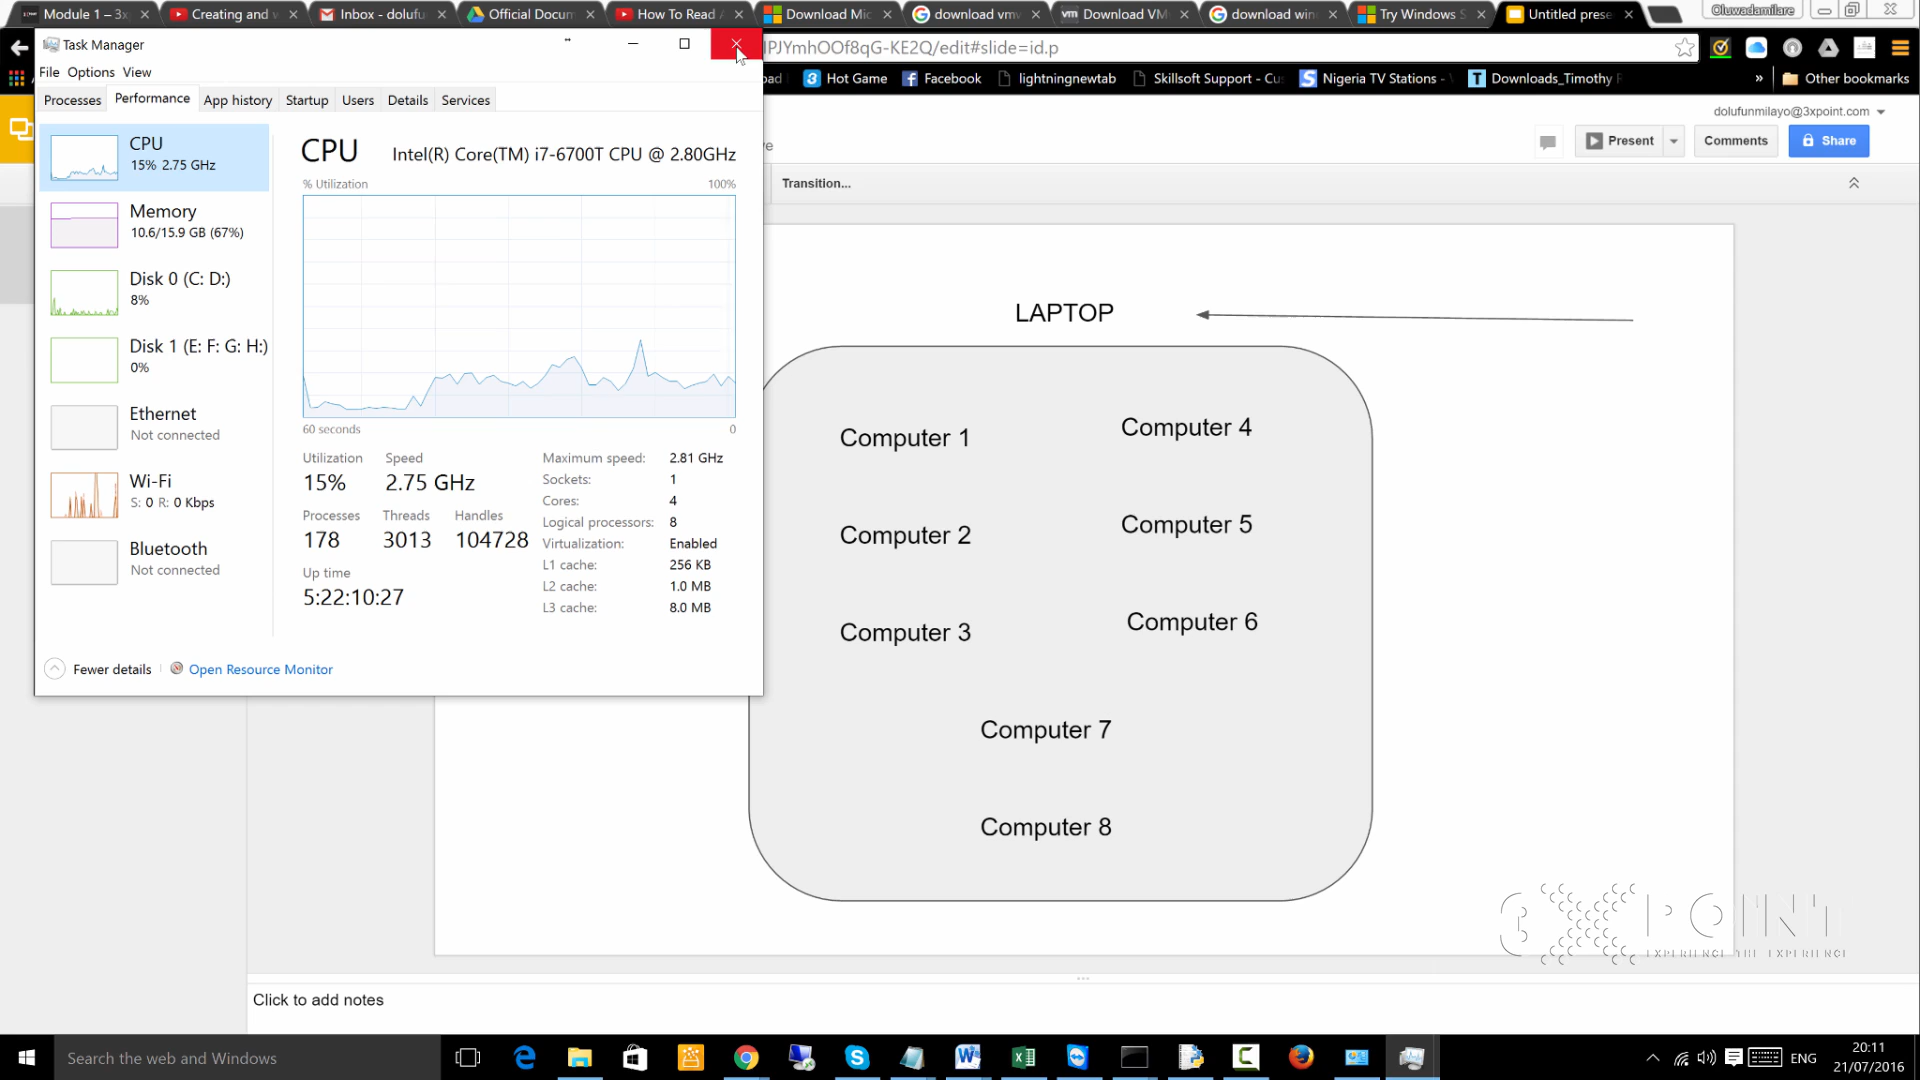 Module 1 – 3x
Creating and v
Inbox - dolufu
Official Docum
How To Read
Download Mic
download vmw
Download VM
download win
Try Windows S
Untitled prese
Oluwadamilare
IPJYmhOOf8qG-KE2Q/edit#slide=id.p
Hot Game
Facebook
lightningnewtab
Skillsoft Support - Cu
Nigeria TV Stations -
Downloads_Timothy
»
Other bookmarks
dolufunmilayo@3xpoint.com
Present
Comments
Share
Transition...
Task Manager
File Options View
Processes Performance App history Startup Users Details Services
CPU
15% 2.75 GHz
Memory
10.6/15.9 GB (67%)
Disk 0 (C: D:)
8%
Disk 1 (E: F: G: H:)
0%
Ethernet
Not connected
Wi-Fi
S: 0 R: 0 Kbps
Bluetooth
Not connected
CPU Intel(R) Core(TM) i7-6700T CPU @ 2.80GHz
% Utilization 100%
60 seconds 0
Utilization Speed
15% 2.75 GHz
Processes Threads Handles
178 3013 104728
Up time
5:22:10:27
Maximum speed: 2.81 GHz
Sockets: 1
Cores: 4
Logical processors: 8
Virtualization: Enabled
L1 cache: 256 KB
L2 cache: 1.0 MB
L3 cache: 8.0 MB
Fewer details Open Resource Monitor
LAPTOP
Computer 1
Computer 4
Computer 2
Computer 5
Computer 3
Computer 6
Computer 7
Computer 8
3XPOINT
EXPERIENCE THE EXPERIENCE
Click to add notes
Search the web and Windows
ENG
20:11
21/07/2016